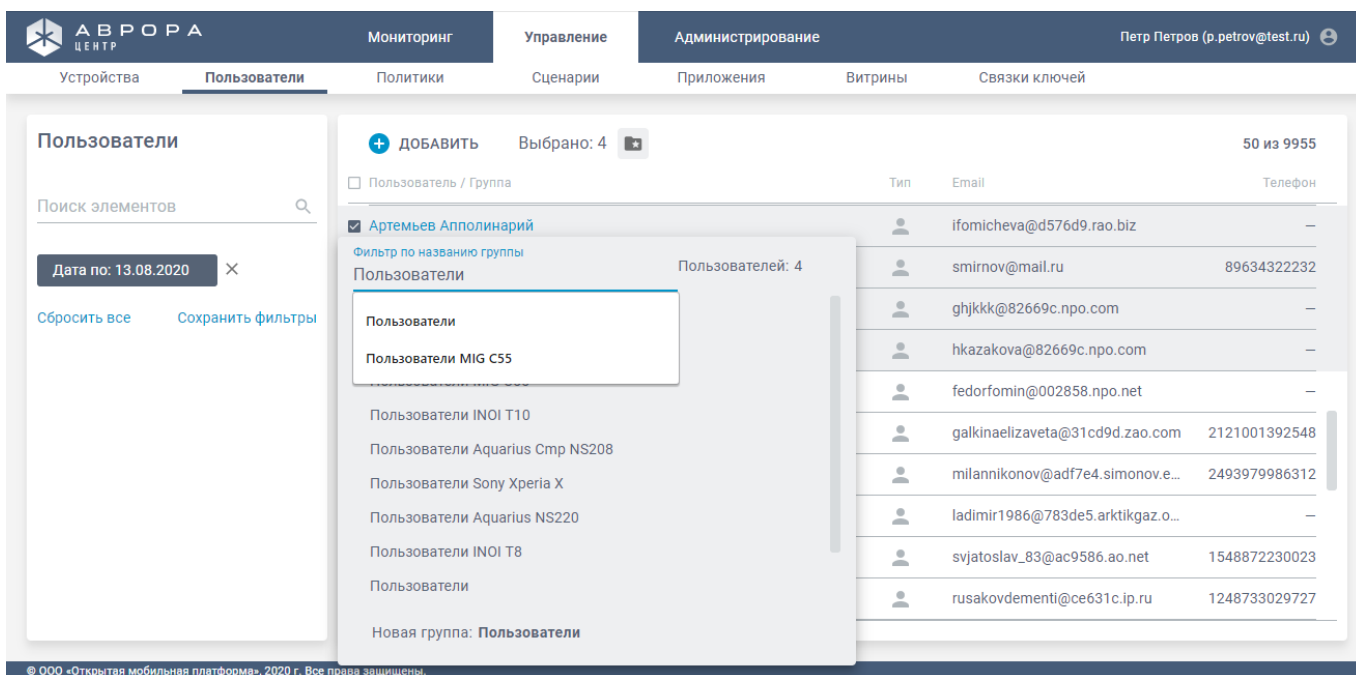 АВРОРА
ЦЕНТР
Мониторинг Управление Администрирование Петр Петров (p.petrov@test.ru)
Устройства Пользователи Политики Сценарии Приложения Витрины Связки ключей
Пользователи
Поиск элементов
Дата по: 13.08.2020
Сбросить все Сохранить фильтры
ДОБАВИТЬ Выбрано: 4 50 из 9955
Пользователь / Группа Тип Email Телефон
Артемьев Апполинарий ifomicheva@d576d9.rao.biz –
Фильтр по названию группы
Пользователи Пользователей: 4
Пользователи
Пользователи MIG C55
Пользователи INOI T10
Пользователи Aquarius Cmp NS208
Пользователи Sony Xperia X
Пользователи Aquarius NS220
Пользователи INOI T8
Пользователи
Новая группа: Пользователи
smirnov@mail.ru 89634322232
ghjkkk@82669c.npo.com –
hkazakova@82669c.npo.com –
fedorfomin@002858.npo.net –
galkinaelizaveta@31cd9d.zao.com 2121001392548
milannikonov@adf7e4.simonov.e... 2493979986312
ladimir1986@783de5.arktikgaz.o... –
svjatoslav_83@ac9586.ao.net 1548872230023
rusakovdementi@ce631c.ip.ru 1248733029727
© ООО «Открытая мобильная платформа», 2020 г. Все права защищены.